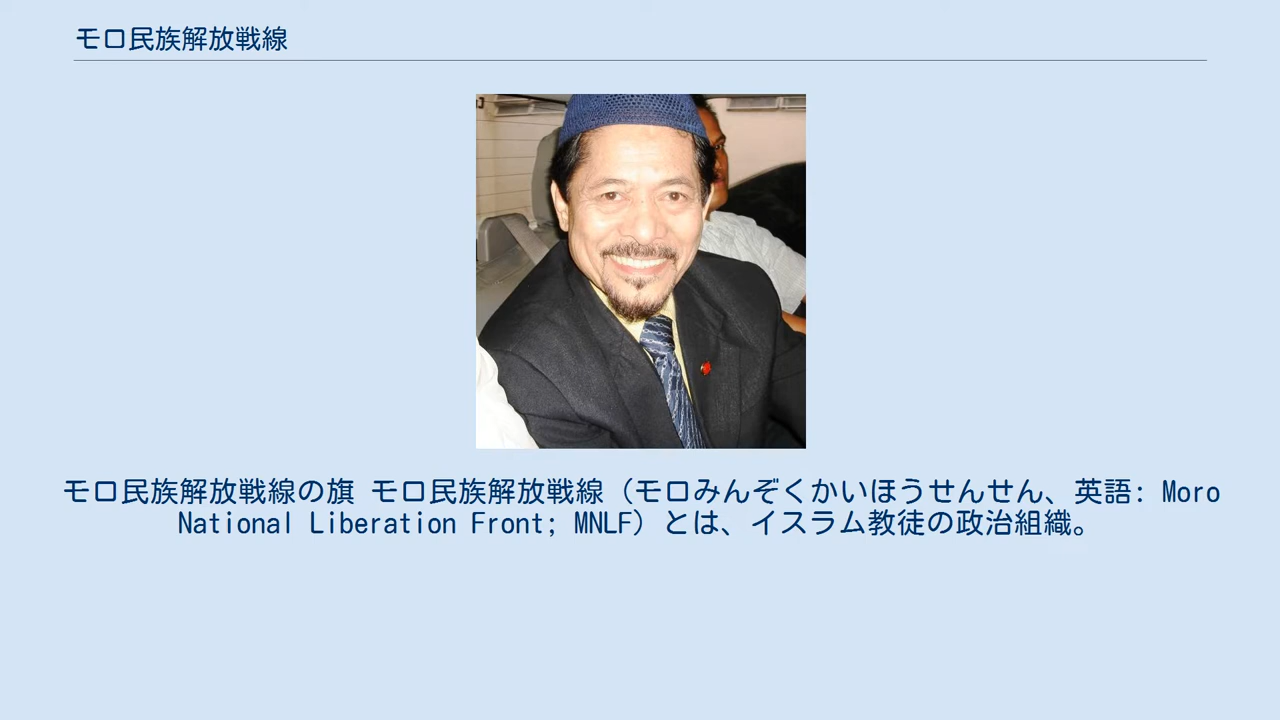 モロ民族解放戦線
モロ民族解放戦線の旗 モロ民族解放戦線（モロみんぞくかいほうせんせん、英語: Moro
National Liberation Front; MNLF）とは、イスラム教徒の政治組織。